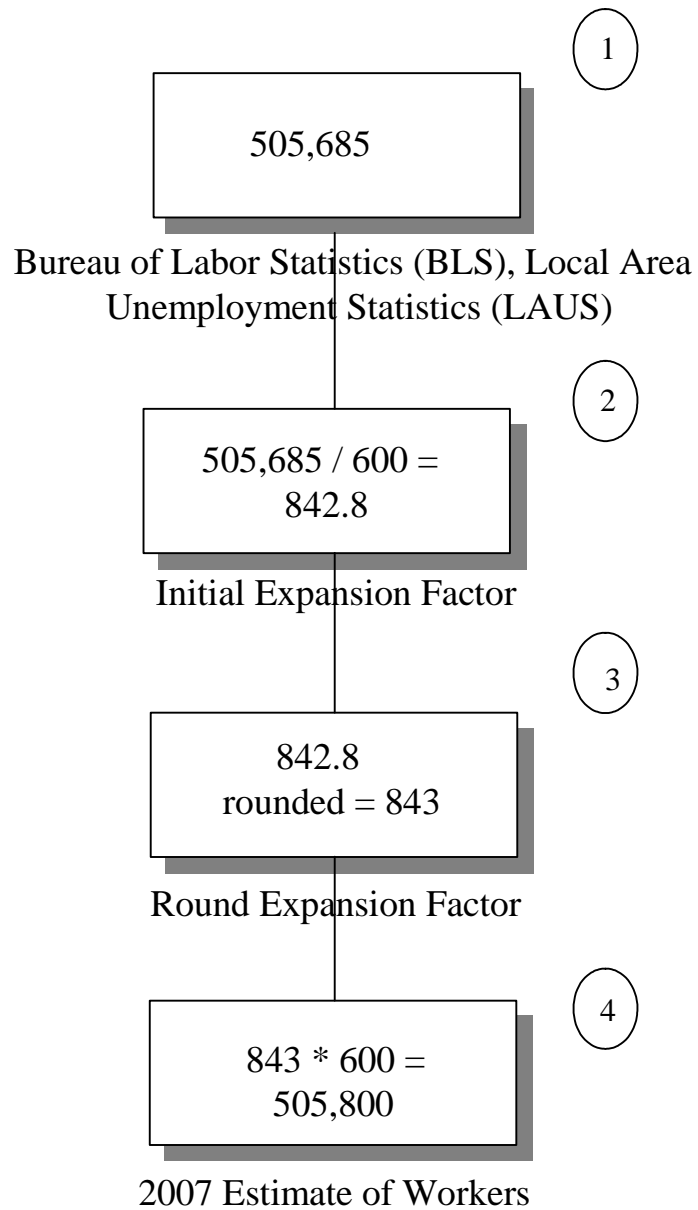 1
505,685
Bureau of Labor Statistics (BLS), Local Area
Unemployment Statistics (LAUS)
2
505,685 / 600 =
842.8
Initial Expansion Factor
3
842.8
rounded = 843
Round Expansion Factor
4
843 * 600 =
505,800
2007 Estimate of Workers